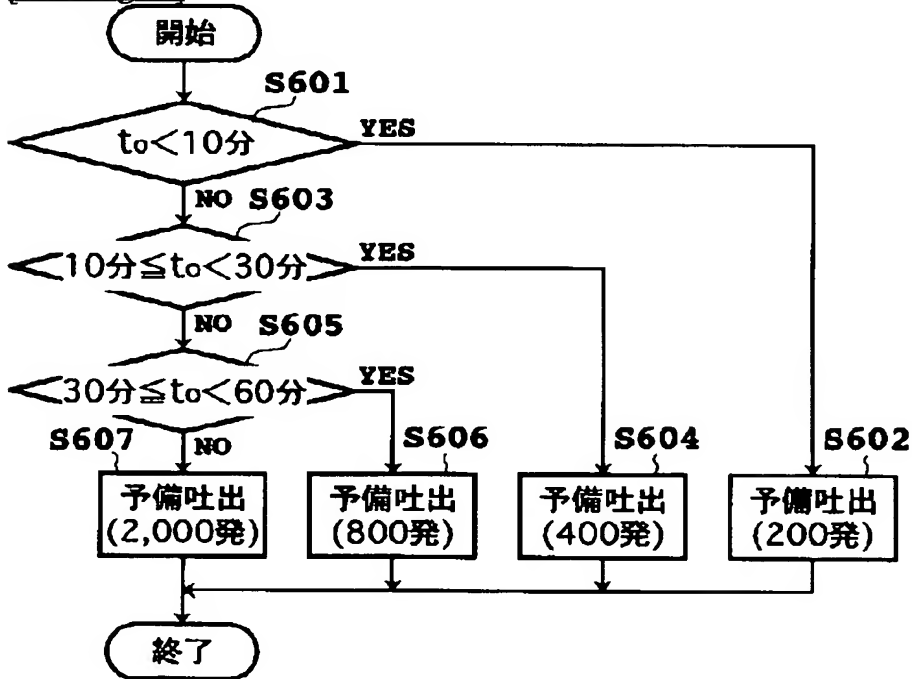 開始
S601
to<10分
YES
NO
S603
10分≦to<30分
YES
NO
S605
30分≦to<60分
YES
NO
S607
S606
S604
S602
予備吐出
(2,000発)
予備吐出
(800発)
予備吐出
(400発)
予備吐出
(200発)
終了